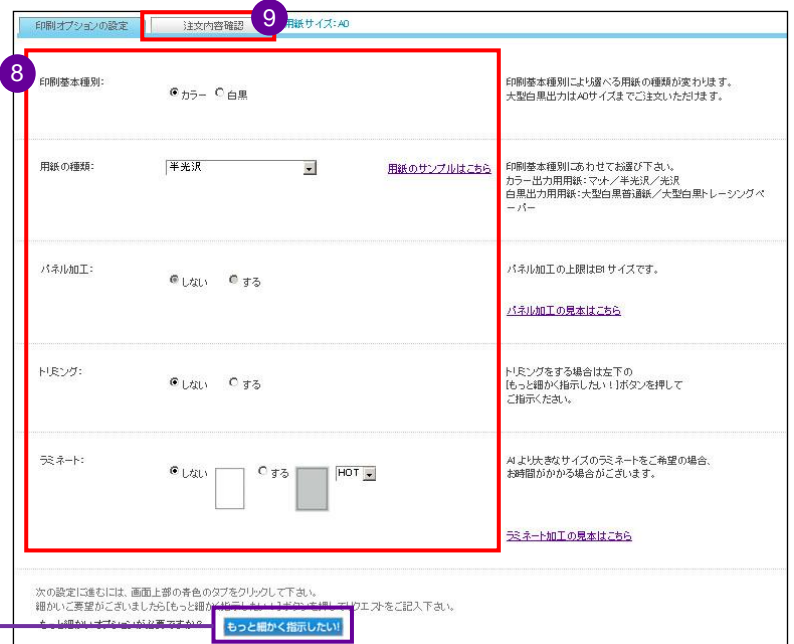 印刷オプションの設定
注文内容確認
9
用紙サイズ：A0
8
印刷基本種別：
カラー 白黒
印刷基本種別により選べる用紙の種類が変わります。
大型白黒出力はA0サイズまでご注文いただけます。
用紙の種類：
半光沢
用紙のサンプルはこちら
印刷基本種別にあわせてお選び下さい。
カラー出力用用紙：マット／半光沢／光沢
白黒出力用用紙：大型白黒普通紙／大型白黒トレーシングペ
ーパー
パネル加工：
しない する
パネル加工の上限はB1サイズです。
パネル加工の見本はこちら
トリミング：
しない する
トリミングをする場合は左下の
[もっと細かく指示したい！]ボタンを押して
ご指示ください。
ラミネート：
しない する HOT
A1より大きなサイズのラミネートをご希望の場合、
お時間がかかる場合がございます。
ラミネート加工の見本はこちら
次の設定に進むには、画面上部の青色のタブをクリックして下さい。
細かいご要望がございましたら[もっと細かく指示したい！]ボタンを押してリクエストをご記入下さい。
もっと細かいオプションが必要ですか？
もっと細かく指示したい!